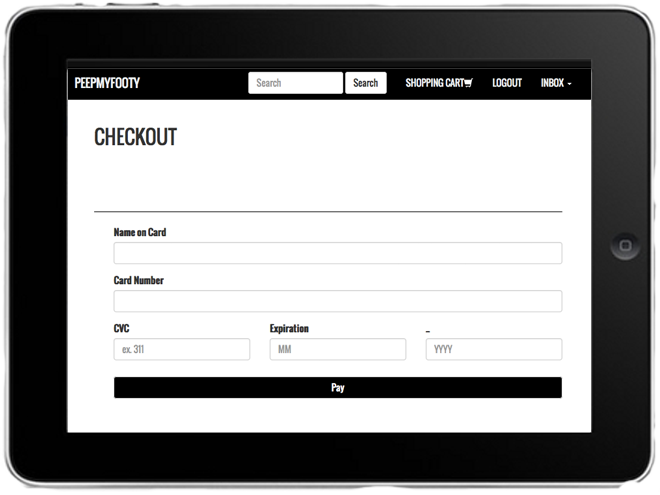 PEEPMYFOOTY Search Search SHOPPING CART LOGOUT INBOX
CHECKOUT
Name on Card
Card Number
CVC Expiration _
ex. 311 MM YYYY
Pay